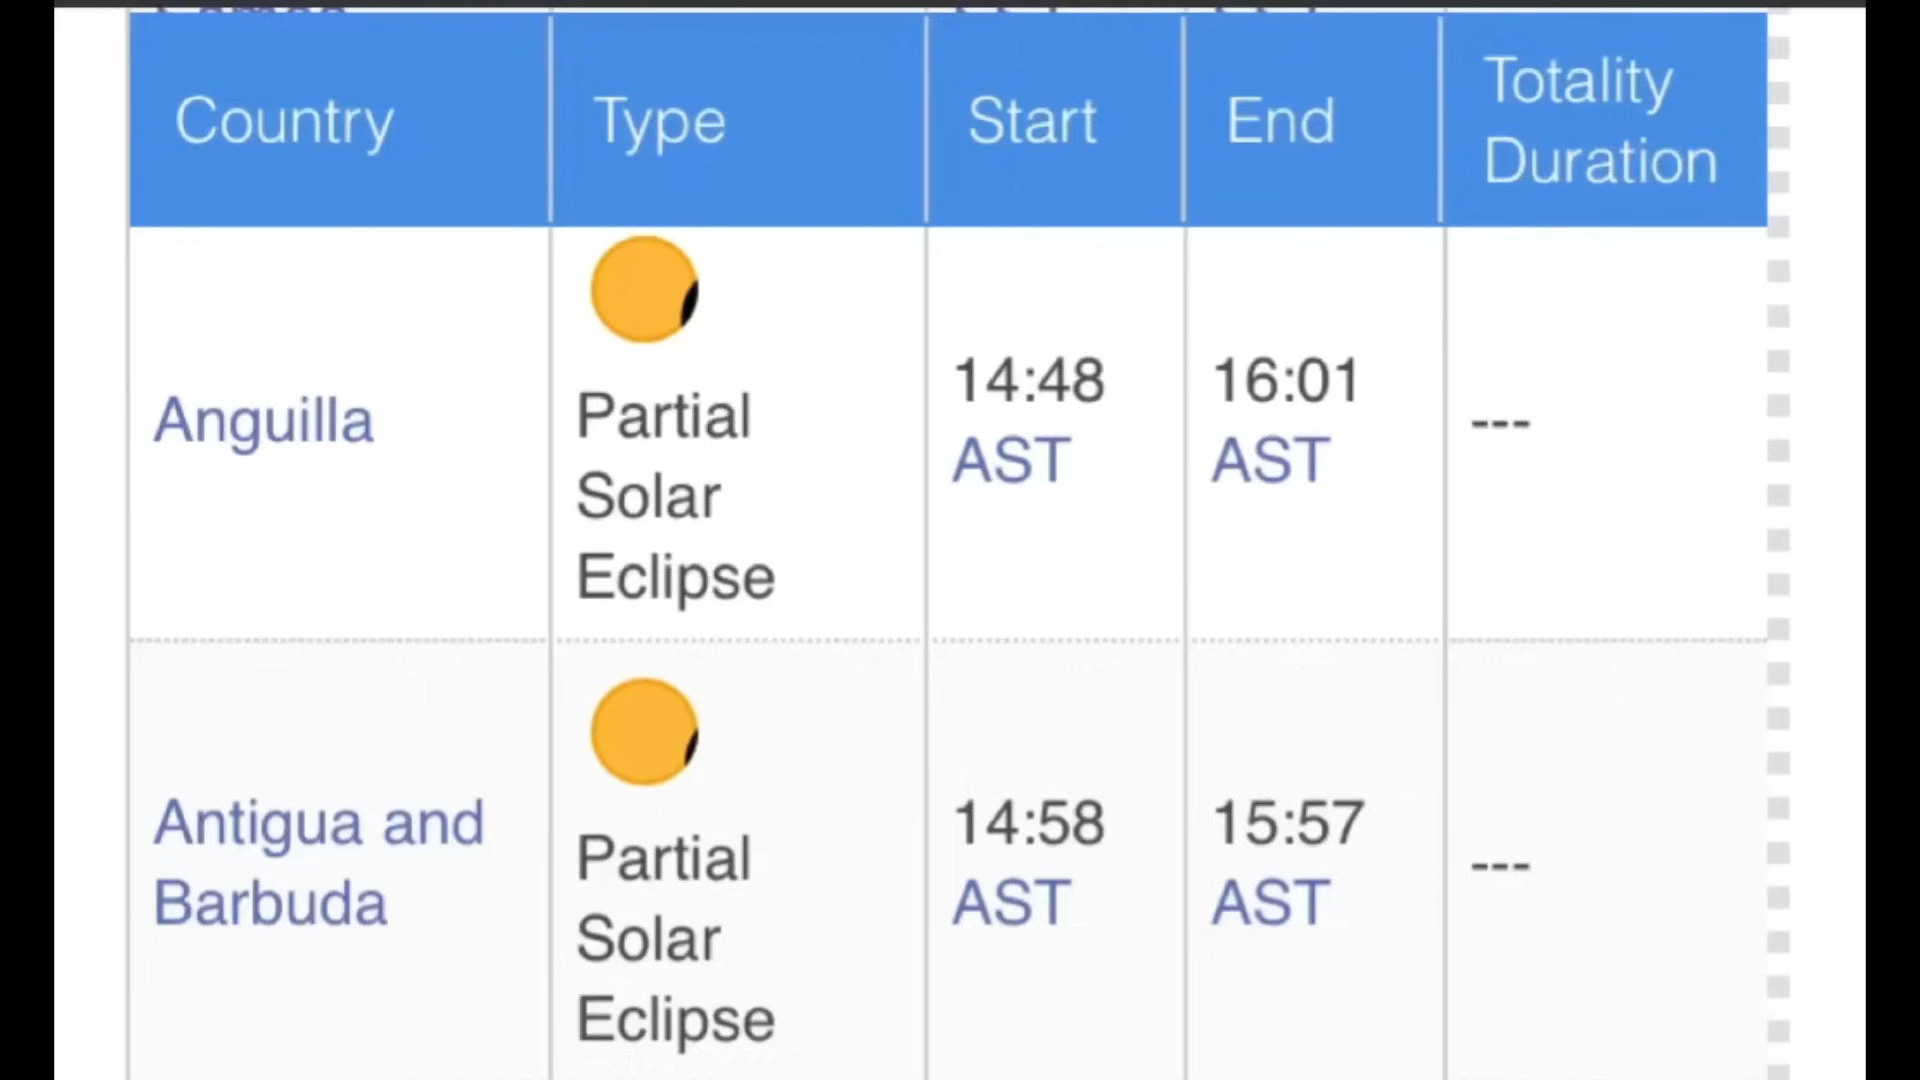 Country
Type
Start
End
Totality
Duration
Anguilla
Partial
Solar
Eclipse
14:48
AST
16:01
AST
---
Antigua and
Barbuda
Partial
Solar
Eclipse
14:58
AST
15:57
AST
---